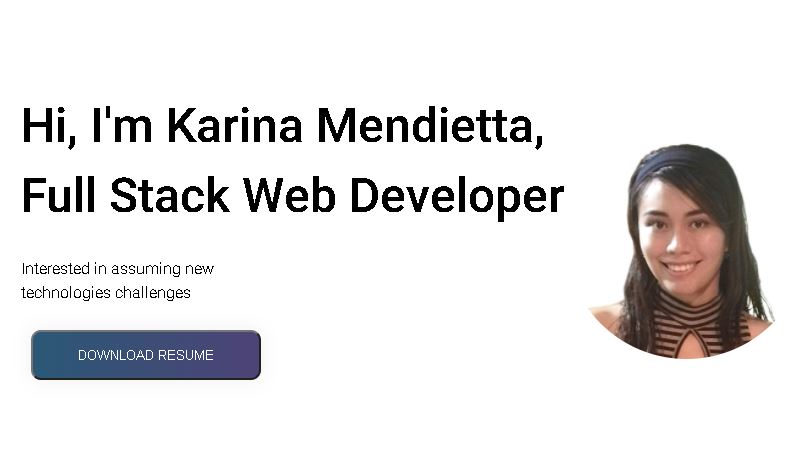 Hi, I'm Karina Mendietta,
Full Stack Web Developer
Interested in assuming new
technologies challenges
DOWNLOAD RESUME